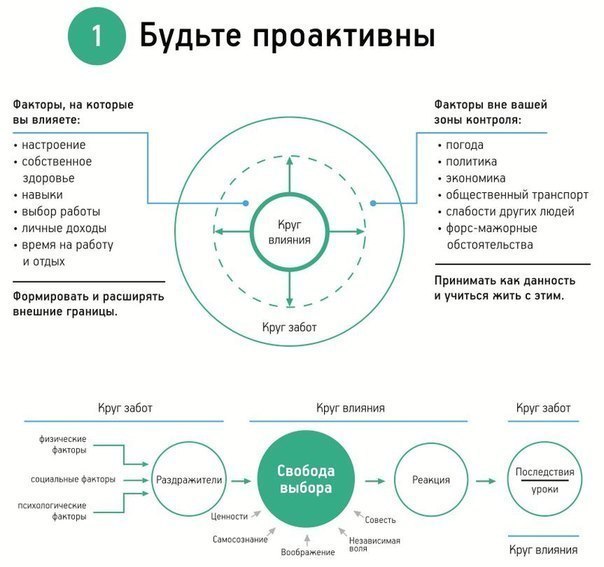 1 Будьте проактивны
Факторы, на которые
вы влияете:
• настроение
• собственное
здоровье
• навыки
• выбор работы
• личные доходы
• время на работу
и отдых
Формировать и расширять
внешние границы.
Круг
влияния
Круг забот
Факторы вне вашей
зоны контроля:
• погода
• политика
• экономика
• общественный транспорт
• слабости других людей
• форс-мажорные
обстоятельства
Принимать как данность
и учиться жить с этим.
Круг забот
Круг влияния
Круг забот
физические
факторы
социальные факторы
психологические
факторы
Раздражители
Свобода
выбора
Реакция
Последствия
уроки
Ценности
Самосознание
Воображение
Независимая
воля
Совесть
Круг влияния